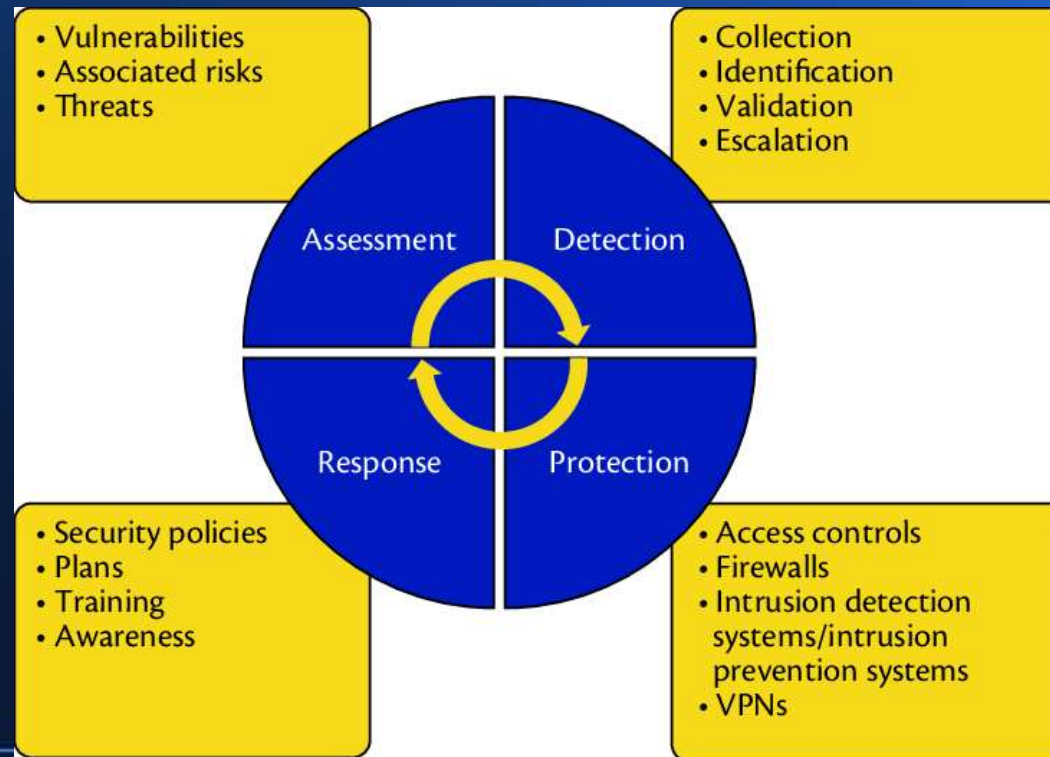 • Vulnerabilities
• Associated risks
• Threats
• Collection
• Identification
• Validation
• Escalation
Assessment
Detection
Response
Protection
• Security policies
• Plans
• Training
• Awareness
• Access controls
• Firewalls
• Intrusion detection
systems/intrusion
prevention systems
• VPNs